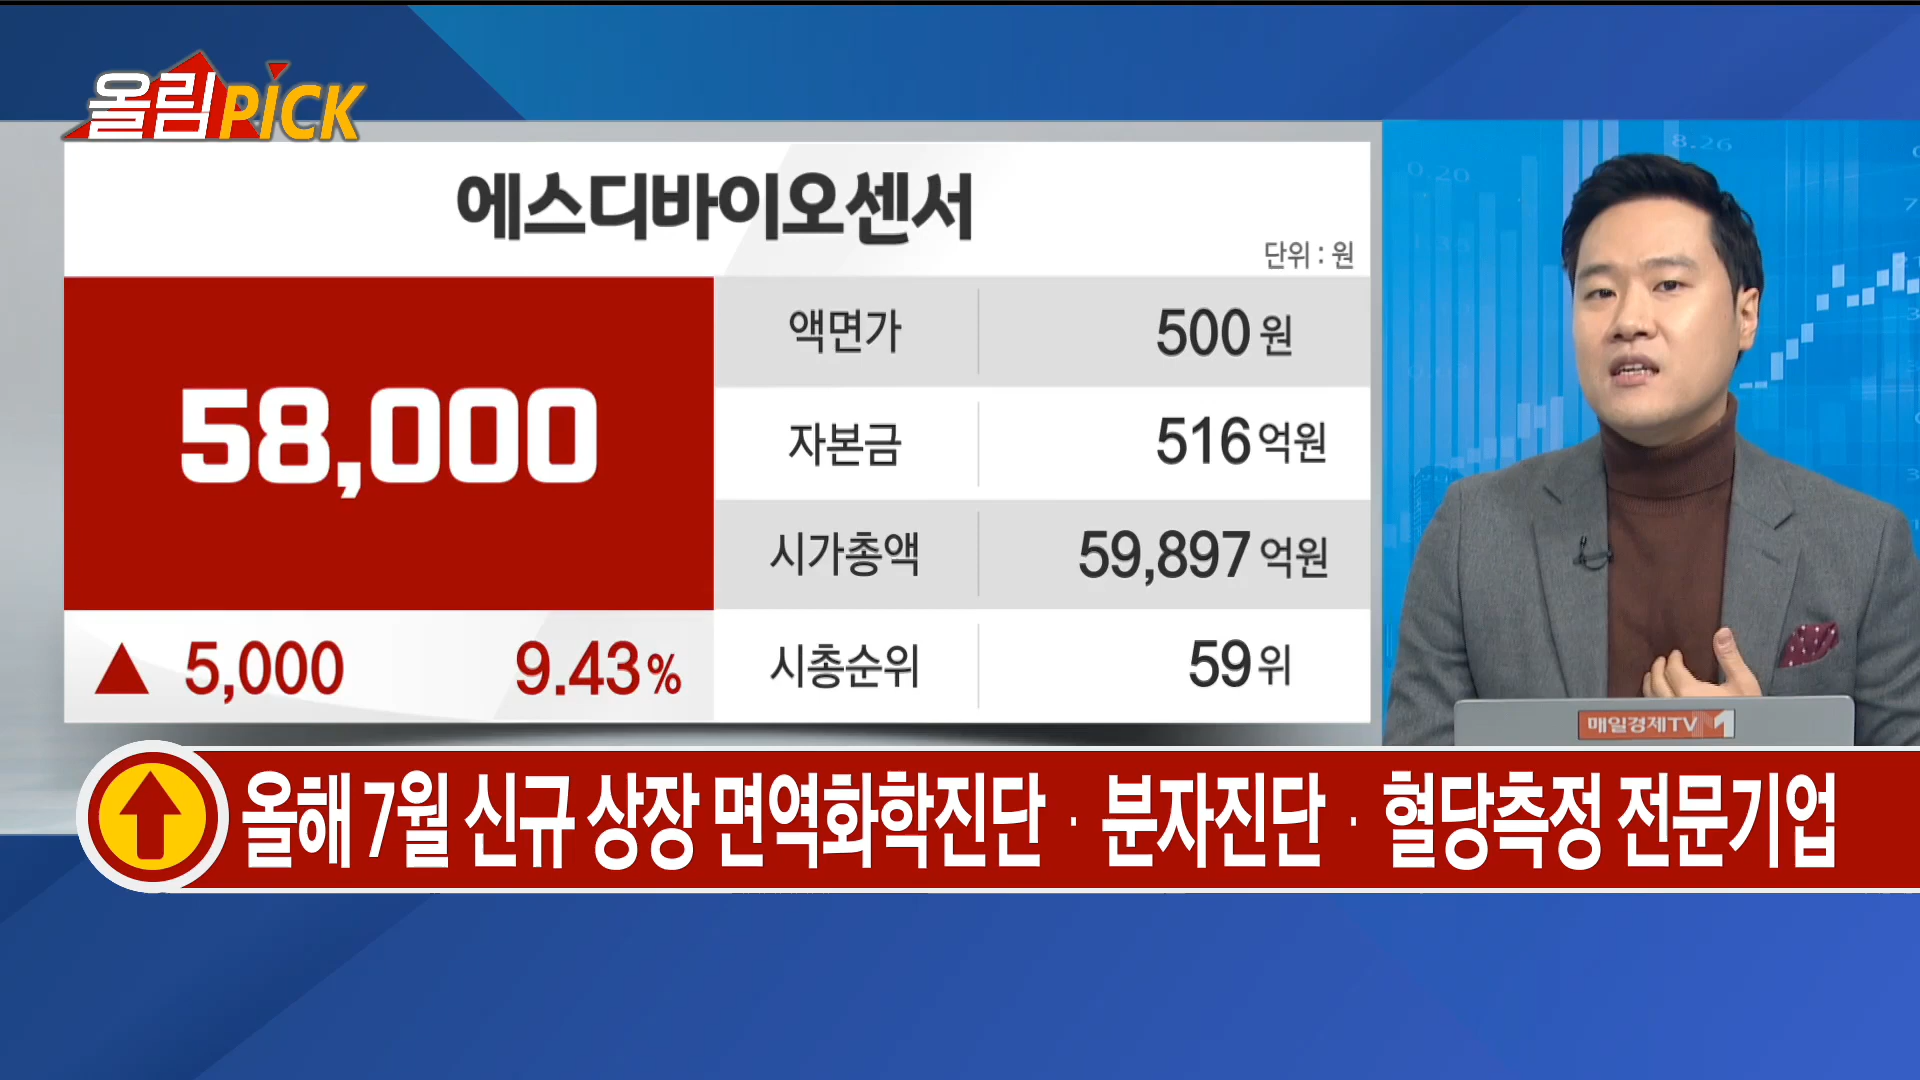 올림PICK
에스디바이오센서
단위 : 원
58,000
▲ 5,000 9.43%
액면가 500 원
자본금 516 억원
시가총액 59,897 억원
시총순위 59 위
8.26
0.20
매일경제TV M
올해 7월 신규 상장 면역화학진단 · 분자진단 · 혈당측정 전문기업